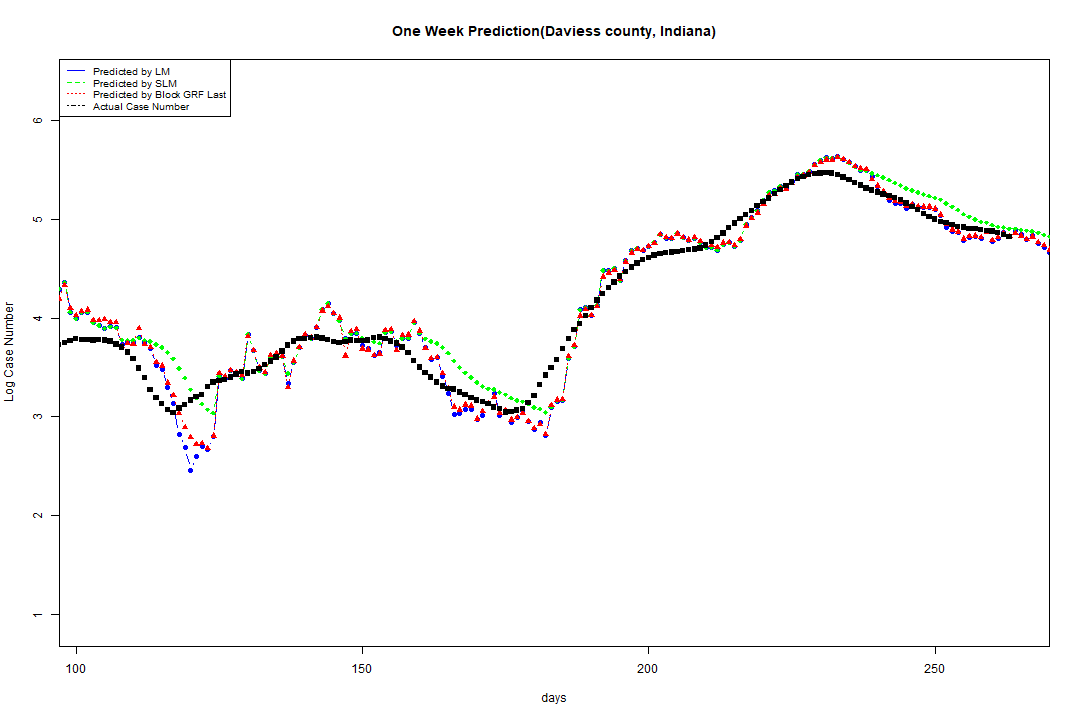 One Week Prediction(Daviess county, Indiana)
Predicted by LM
Predicted by SLM
Predicted by Block GRF Last
Actual Case Number
6
5
4
3
2
1
Log Case Number
100 150 200 250
days